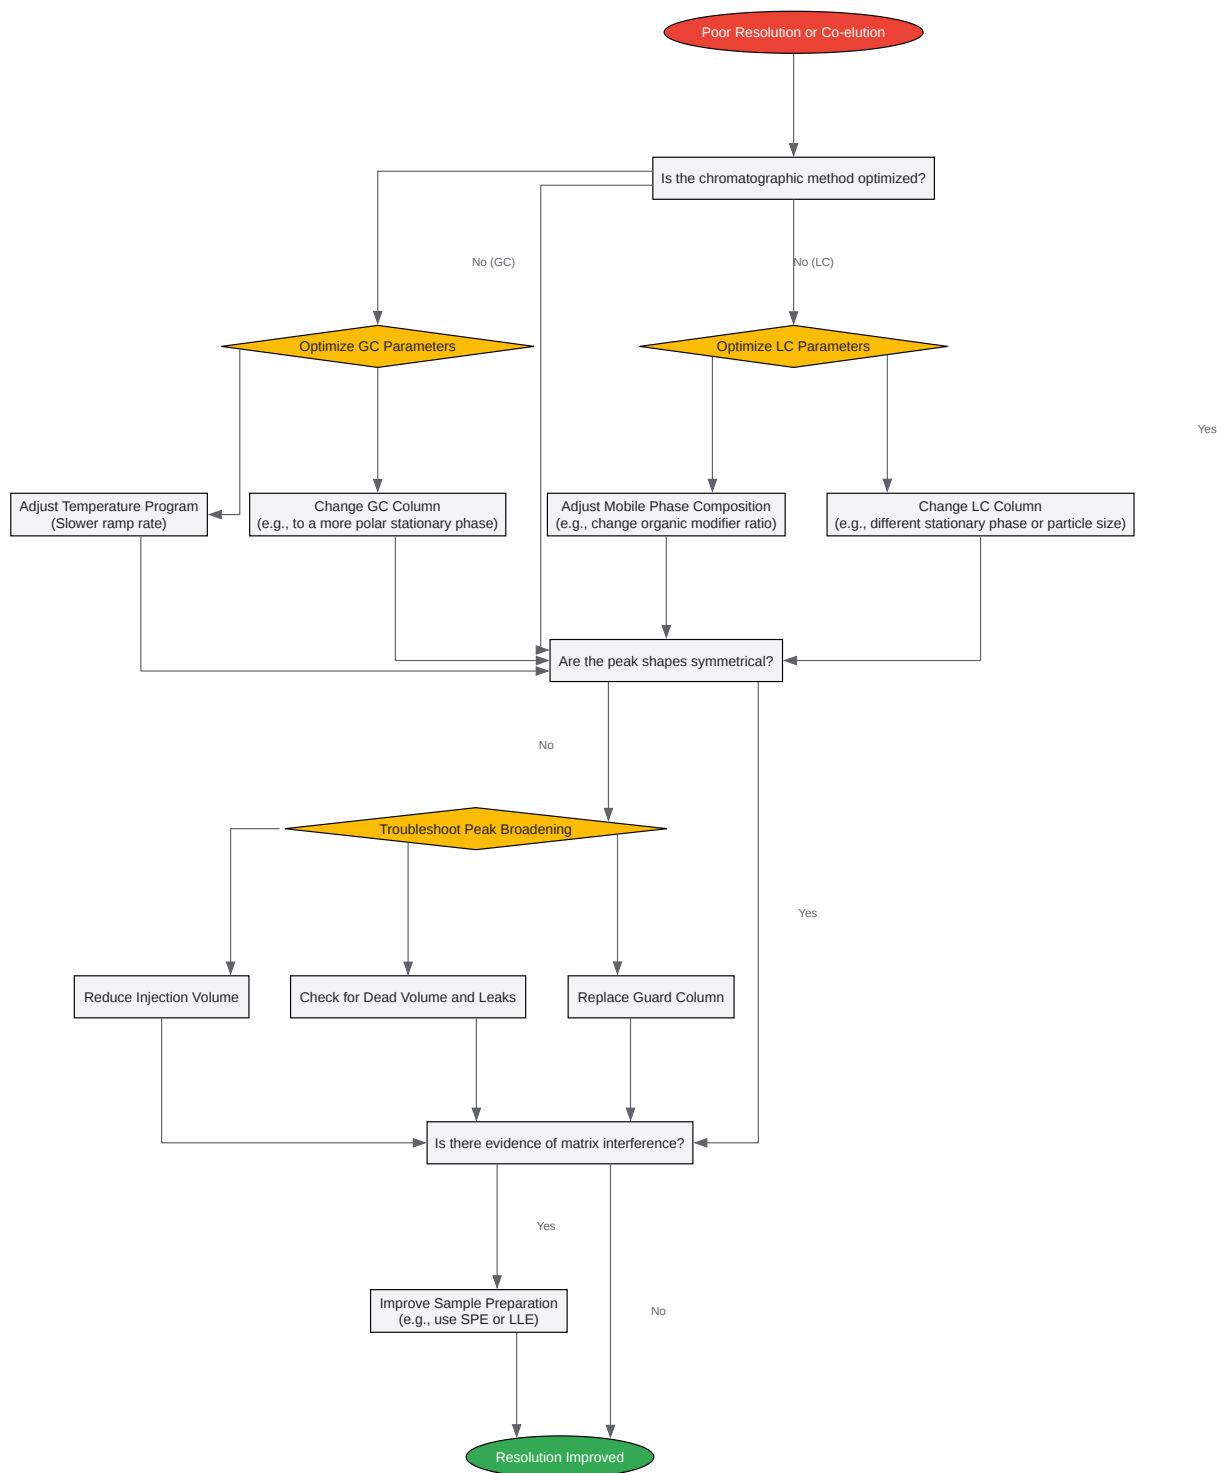 Poor Resolution or Co-elution
Is the chromatographic method optimized?
No (GC)
No (LC)
Optimize GC Parameters
Optimize LC Parameters
Yes
Adjust Temperature Program
(Slower ramp rate)
Change GC Column
(e.g., to a more polar stationary phase)
Adjust Mobile Phase Composition
(e.g., change organic modifier ratio)
Change LC Column
(e.g., different stationary phase or particle size)
Are the peak shapes symmetrical?
No
Troubleshoot Peak Broadening
Yes
Reduce Injection Volume
Check for Dead Volume and Leaks
Replace Guard Column
Is there evidence of matrix interference?
Yes
Improve Sample Preparation
(e.g., use SPE or LLE)
No
Resolution Improved